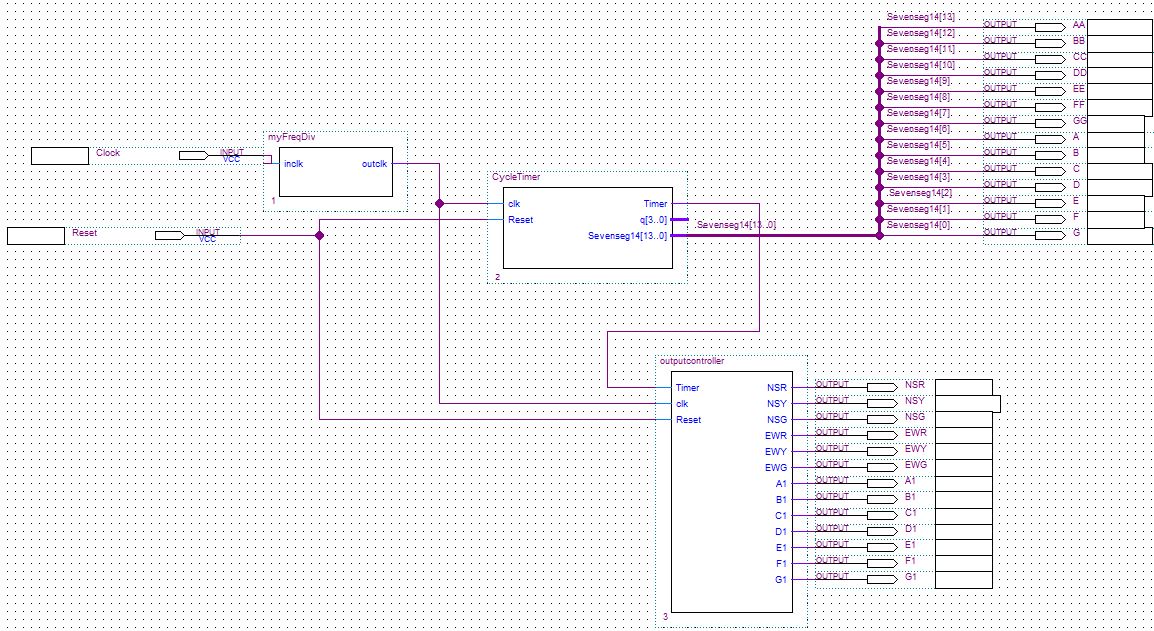 Sevenseg14[13]
OUTPUT AA
Sevenseg14[12]
OUTPUT BB
Sevenseg14[11]
OUTPUT CC
Sevenseg14[10]
OUTPUT DD
Sevenseg14[9]
OUTPUT EE
Sevenseg14[8]
OUTPUT FF
Sevenseg14[7]
OUTPUT GG
Sevenseg14[6]
OUTPUT A
Sevenseg14[5]
OUTPUT B
Sevenseg14[4]
OUTPUT C
Sevenseg14[3]
OUTPUT D
Sevenseg14[2]
OUTPUT E
Sevenseg14[1]
OUTPUT F
Sevenseg14[0]
OUTPUT G
Clock
INPUT
VCC
myFreqDiv
inclk outclk
1
Reset
INPUT
VCC
CycleTimer
clk Timer
Reset q[3..0]
Sevenseg14[13..0]
2
Sevenseg14[13..0]
outputcontroller
Timer NSR
clk NSY
Reset NSG
EWR
EWY
EWG
A1
B1
C1
D1
E1
F1
G1
3
OUTPUT NSR
OUTPUT NSY
OUTPUT NSG
OUTPUT EWR
OUTPUT EWY
OUTPUT EWG
OUTPUT A1
OUTPUT B1
OUTPUT C1
OUTPUT D1
OUTPUT E1
OUTPUT F1
OUTPUT G1